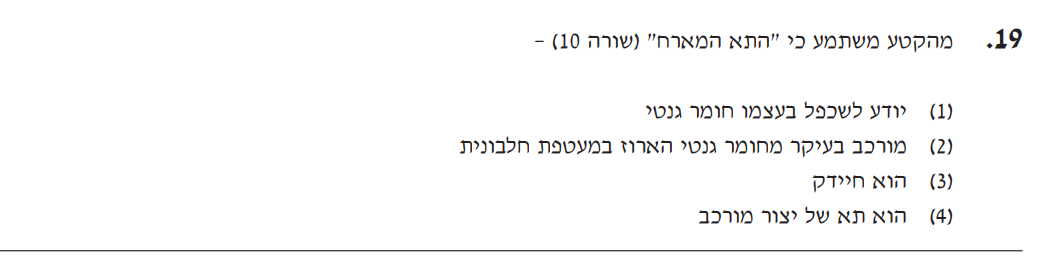 19. מהקטע משתמע כי "התא המארח" (שורה 10) –
(1) יודע לשכפל בעצמו חומר גנטי
(2) מורכב בעיקר מחומר גנטי הארוז במעטפת חלבונית
(3) הוא חיידק
(4) הוא תא של יצור מורכב